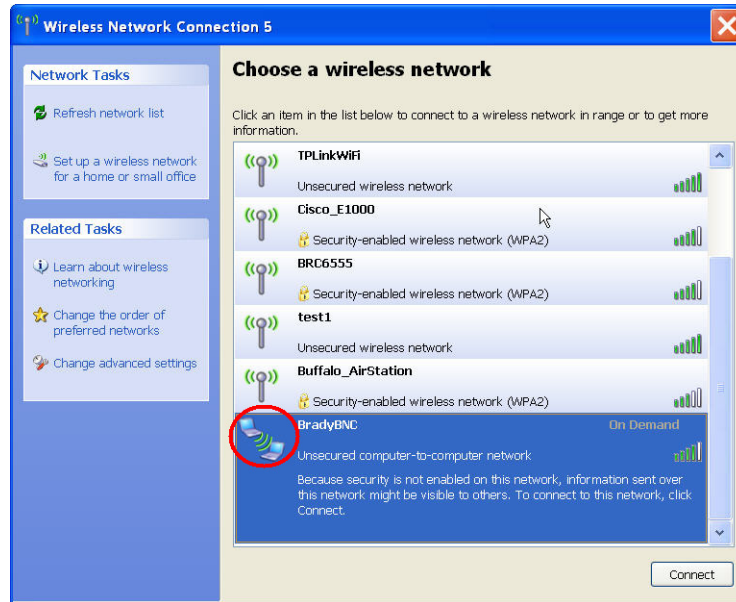 Wireless Network Connection 5
Network Tasks
Refresh network list
Set up a wireless network
for a home or small office
Related Tasks
Learn about wireless
networking
Change the order of
preferred networks
Change advanced settings
Choose a wireless network
Click an item in the list below to connect to a wireless network in range or to get more
information.
TPLinkWiFi
Unsecured wireless network
Cisco_E1000
Security-enabled wireless network (WPA2)
BRC6555
Security-enabled wireless network (WPA2)
test1
Unsecured wireless network
Buffalo_AirStation
Security-enabled wireless network (WPA2)
BradyBNC On Demand
Unsecured computer-to-computer network
Because security is not enabled on this network, information sent over
this network might be visible to others. To connect to this network, click
Connect.
Connect